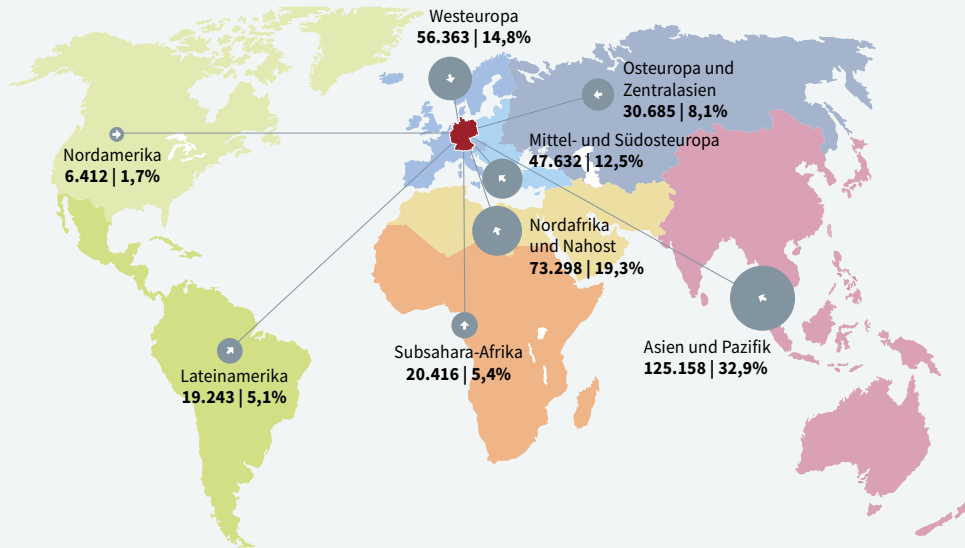 Westeuropa
56.363 | 14,8%
Osteuropa und
Zentralasien
30.685 | 8,1%
Mittel- und Südosteuropa
47.632 | 12,5%
Nordamerika
6.412 | 1,7%
Nordafrika
und Nahost
73.298 | 19,3%
Subsahara-Afrika
20.416 | 5,4%
Asien und Pazifik
125.158 | 32,9%
Lateinamerika
19.243 | 5,1%